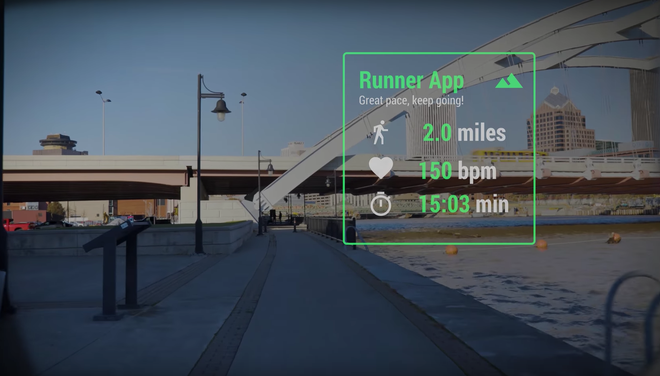 Runner App
Great pace, keep going!
2.0 miles
150 bpm
15:03 min